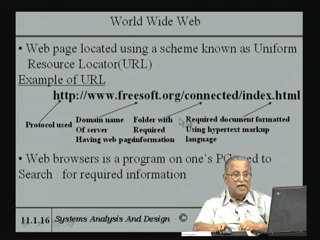 World Wide Web
• Web page located using a scheme known as Uniform
Resource Locator(URL)
Example of URL
http://www.freesoft.org/connected/index.html
Protocol used
Domain name
Of server
Having web page
Folder with
Required
information
Required document formatted
Using hypertext markup
language
• Web browsers is a program on one's PC used to
Search for required information
11.1.16
Systems Analysis And Design ©